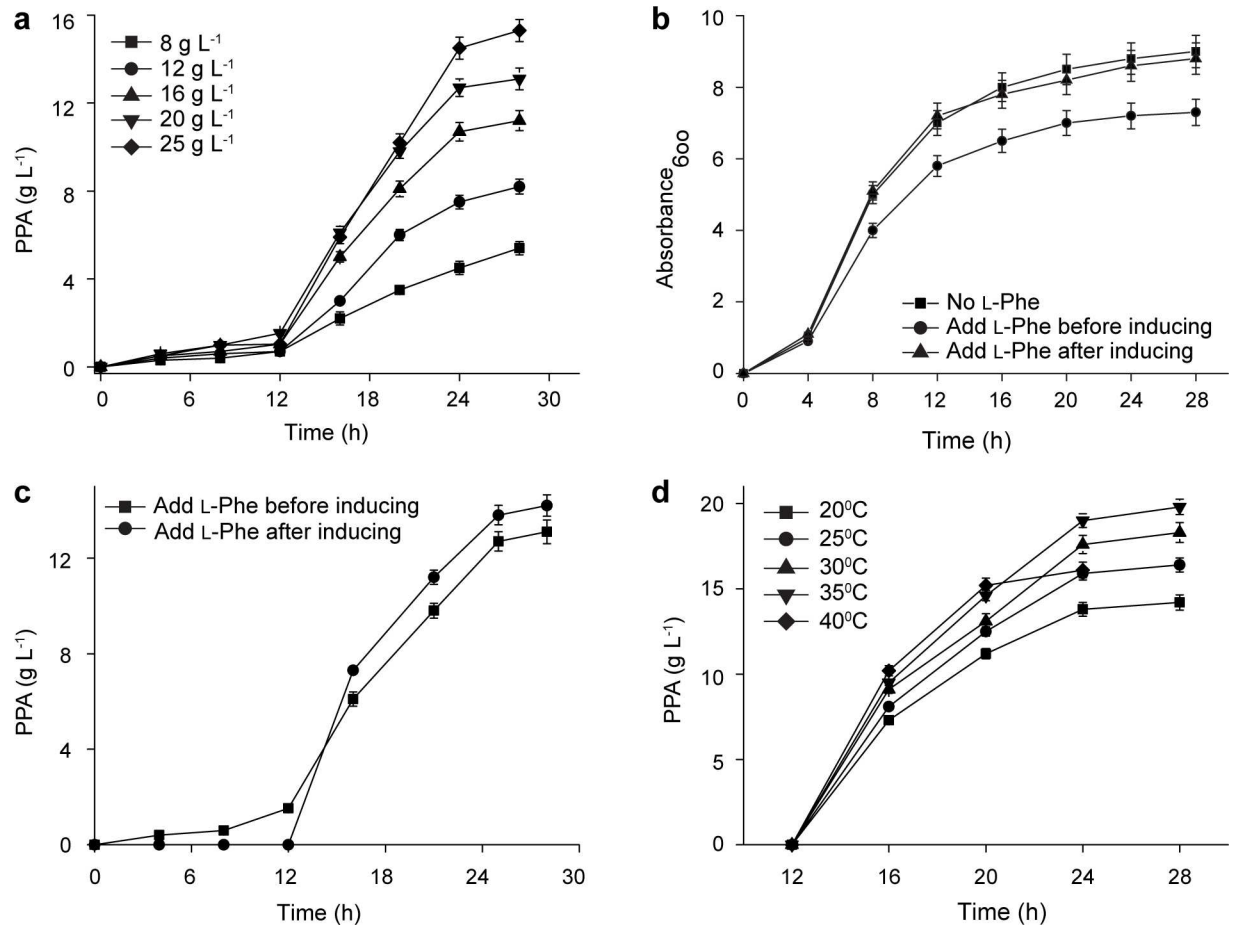 a
16
12
8
4
0
PPA (g L⁻¹)
8 g L⁻¹
12 g L⁻¹
16 g L⁻¹
20 g L⁻¹
25 g L⁻¹
0 6 12 18 24 30
Time (h)
b
10
8
6
4
2
0
Absorbance₆₀₀
No L-Phe
Add L-Phe before inducing
Add L-Phe after inducing
0 4 8 12 16 20 24 28
Time (h)
c
12
8
4
0
PPA (g L⁻¹)
Add L-Phe before inducing
Add L-Phe after inducing
0 6 12 18 24 30
Time (h)
d
20
15
10
5
0
PPA (g L⁻¹)
20⁰C
25⁰C
30⁰C
35⁰C
40⁰C
12 16 20 24 28
Time (h)